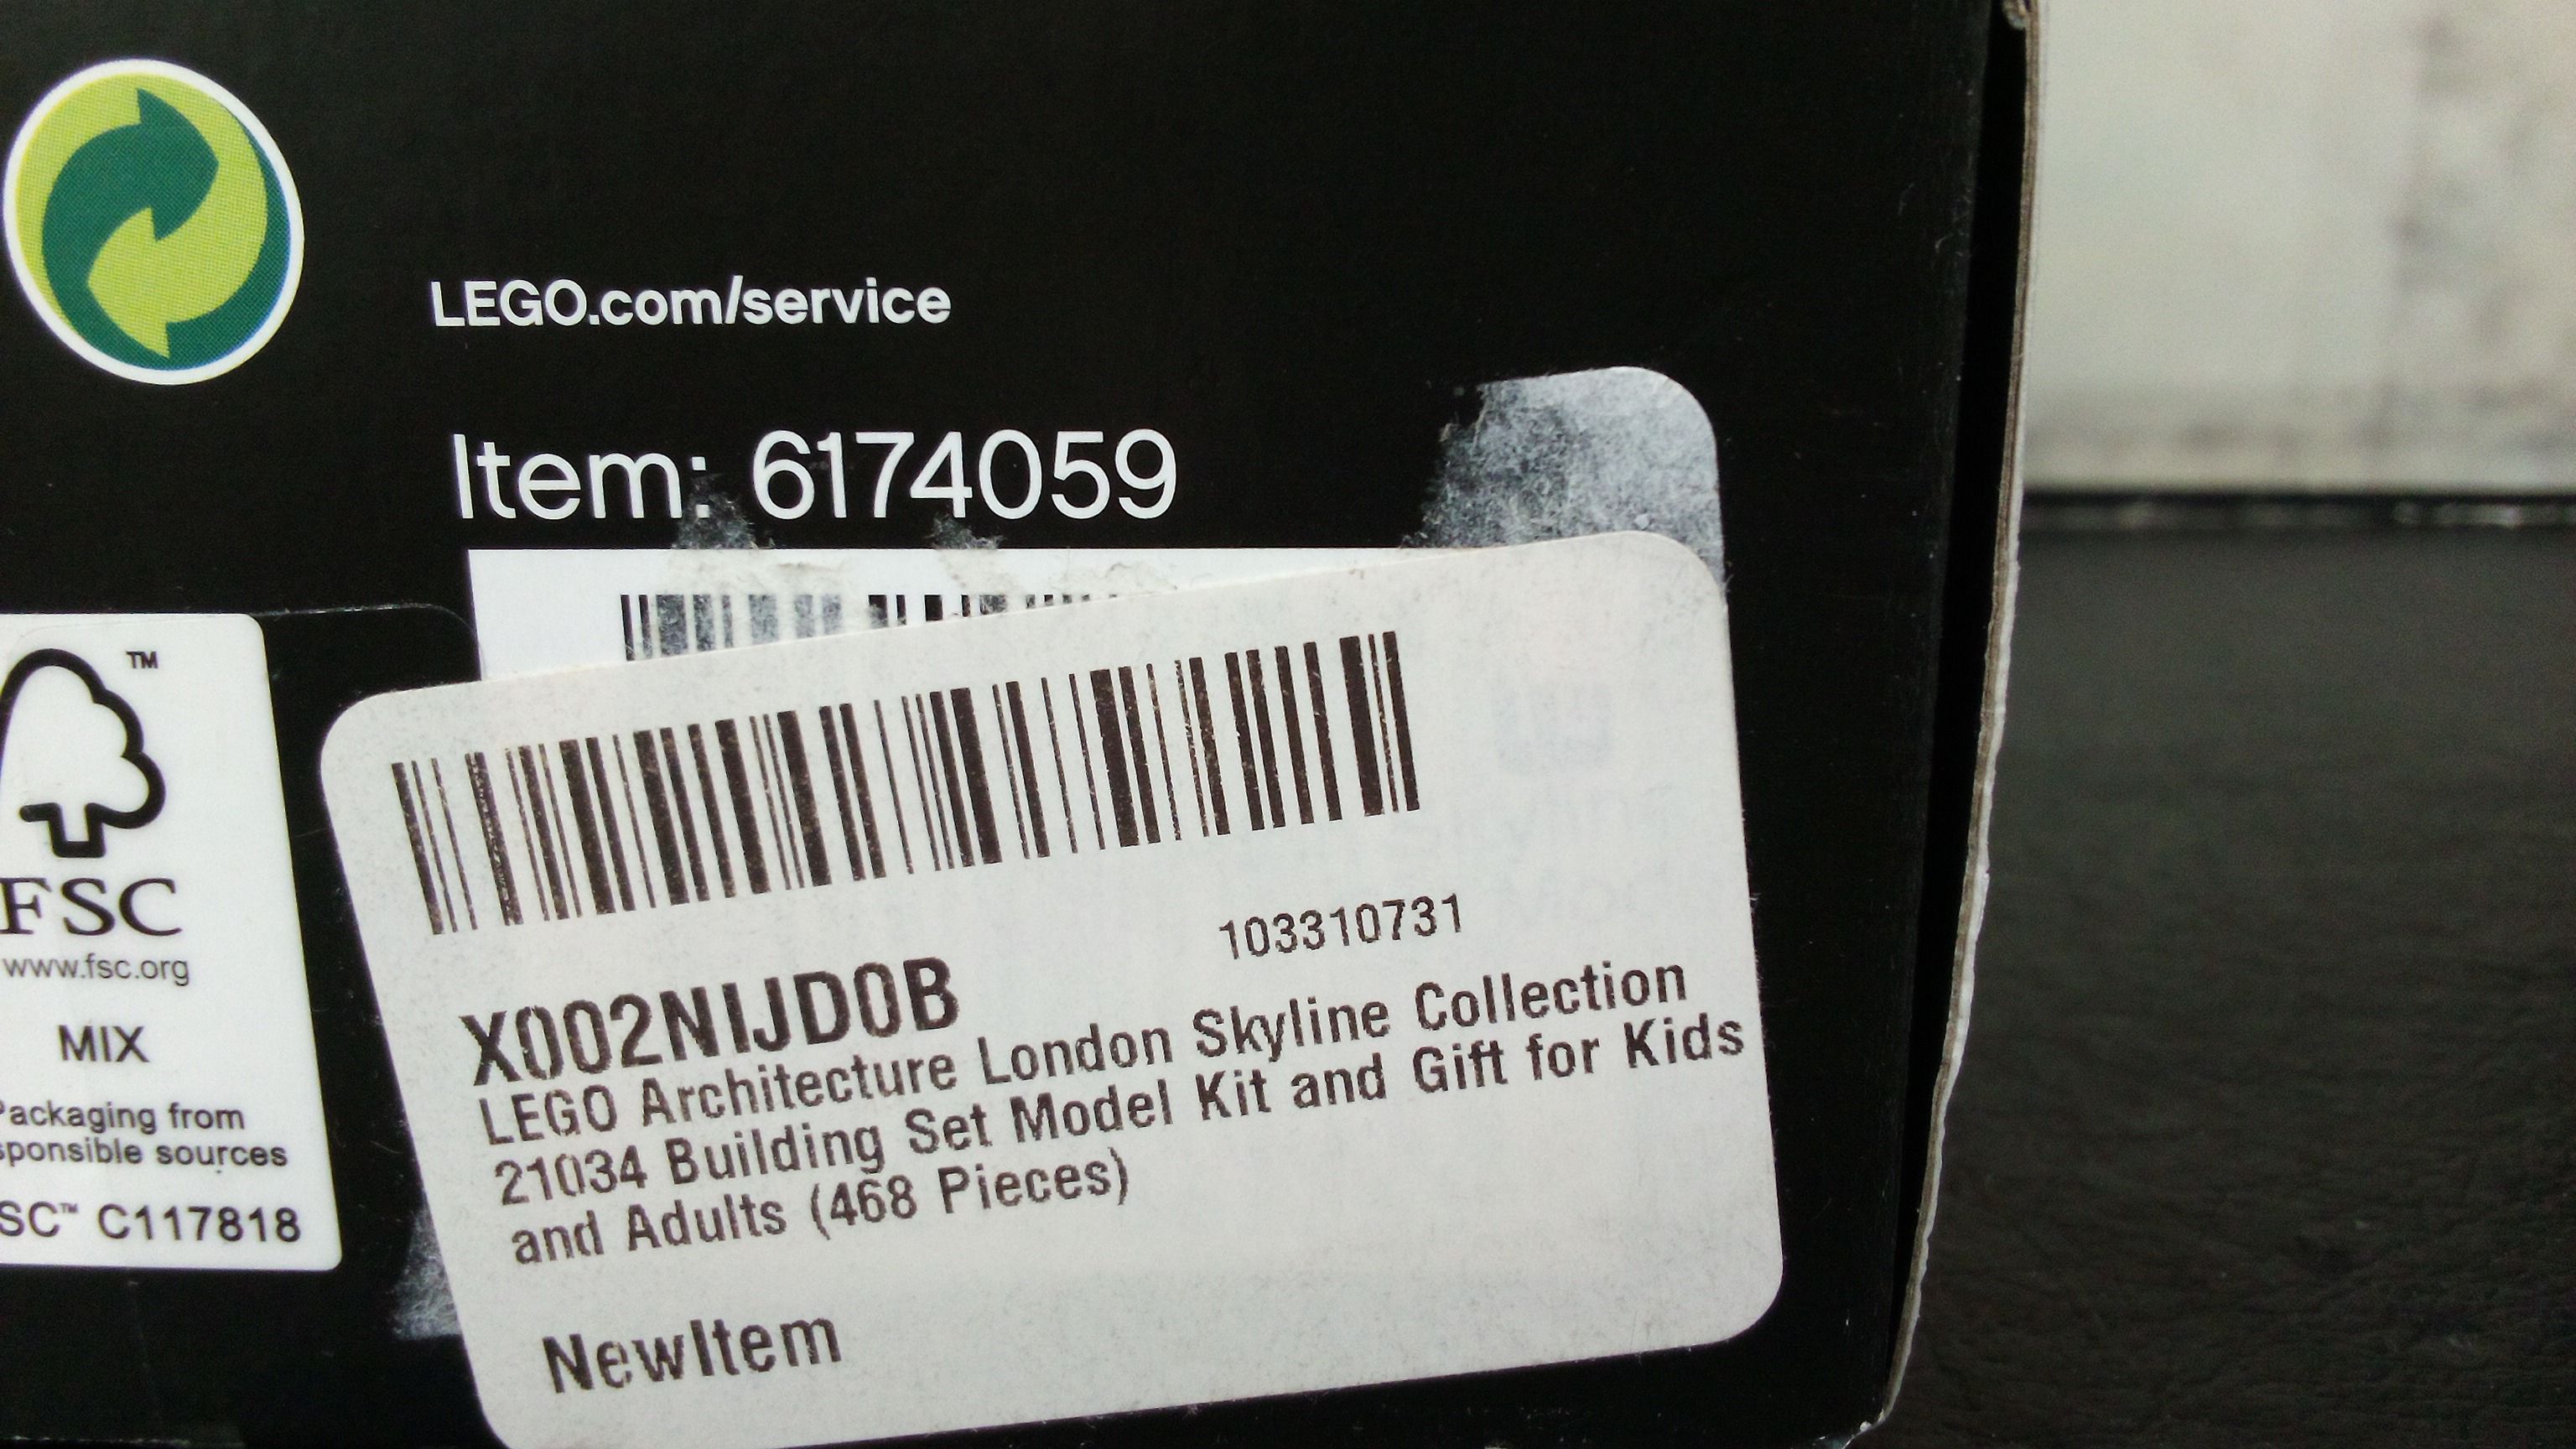 LEGO.com/service
Item: 6174059
TM
FSC
www.fsc.org
MIX
Packaging from
sponsible sources
SC™ C117818
103310731
X002NIJD0B
LEGO Architecture London Skyline Collection
21034 Building Set Model Kit and Gift for Kids
and Adults (468 Pieces)
NewItem